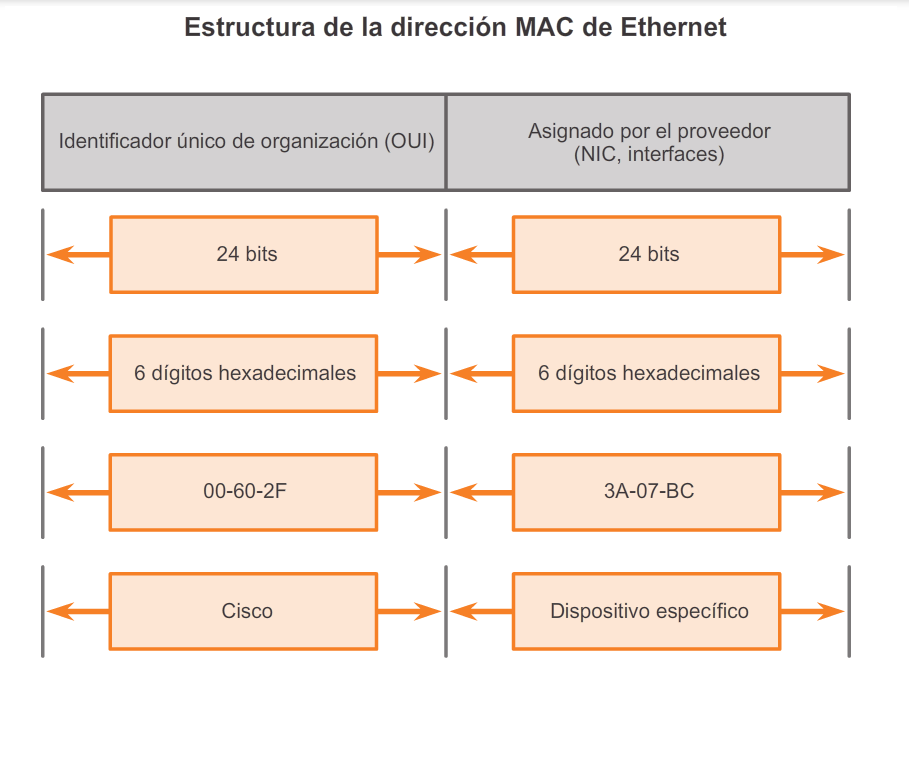 Estructura de la dirección MAC de Ethernet
Identificador único de organización (OUI)
Asignado por el proveedor
(NIC, interfaces)
24 bits
24 bits
6 dígitos hexadecimales
6 dígitos hexadecimales
00-60-2F
3A-07-BC
Cisco
Dispositivo específico